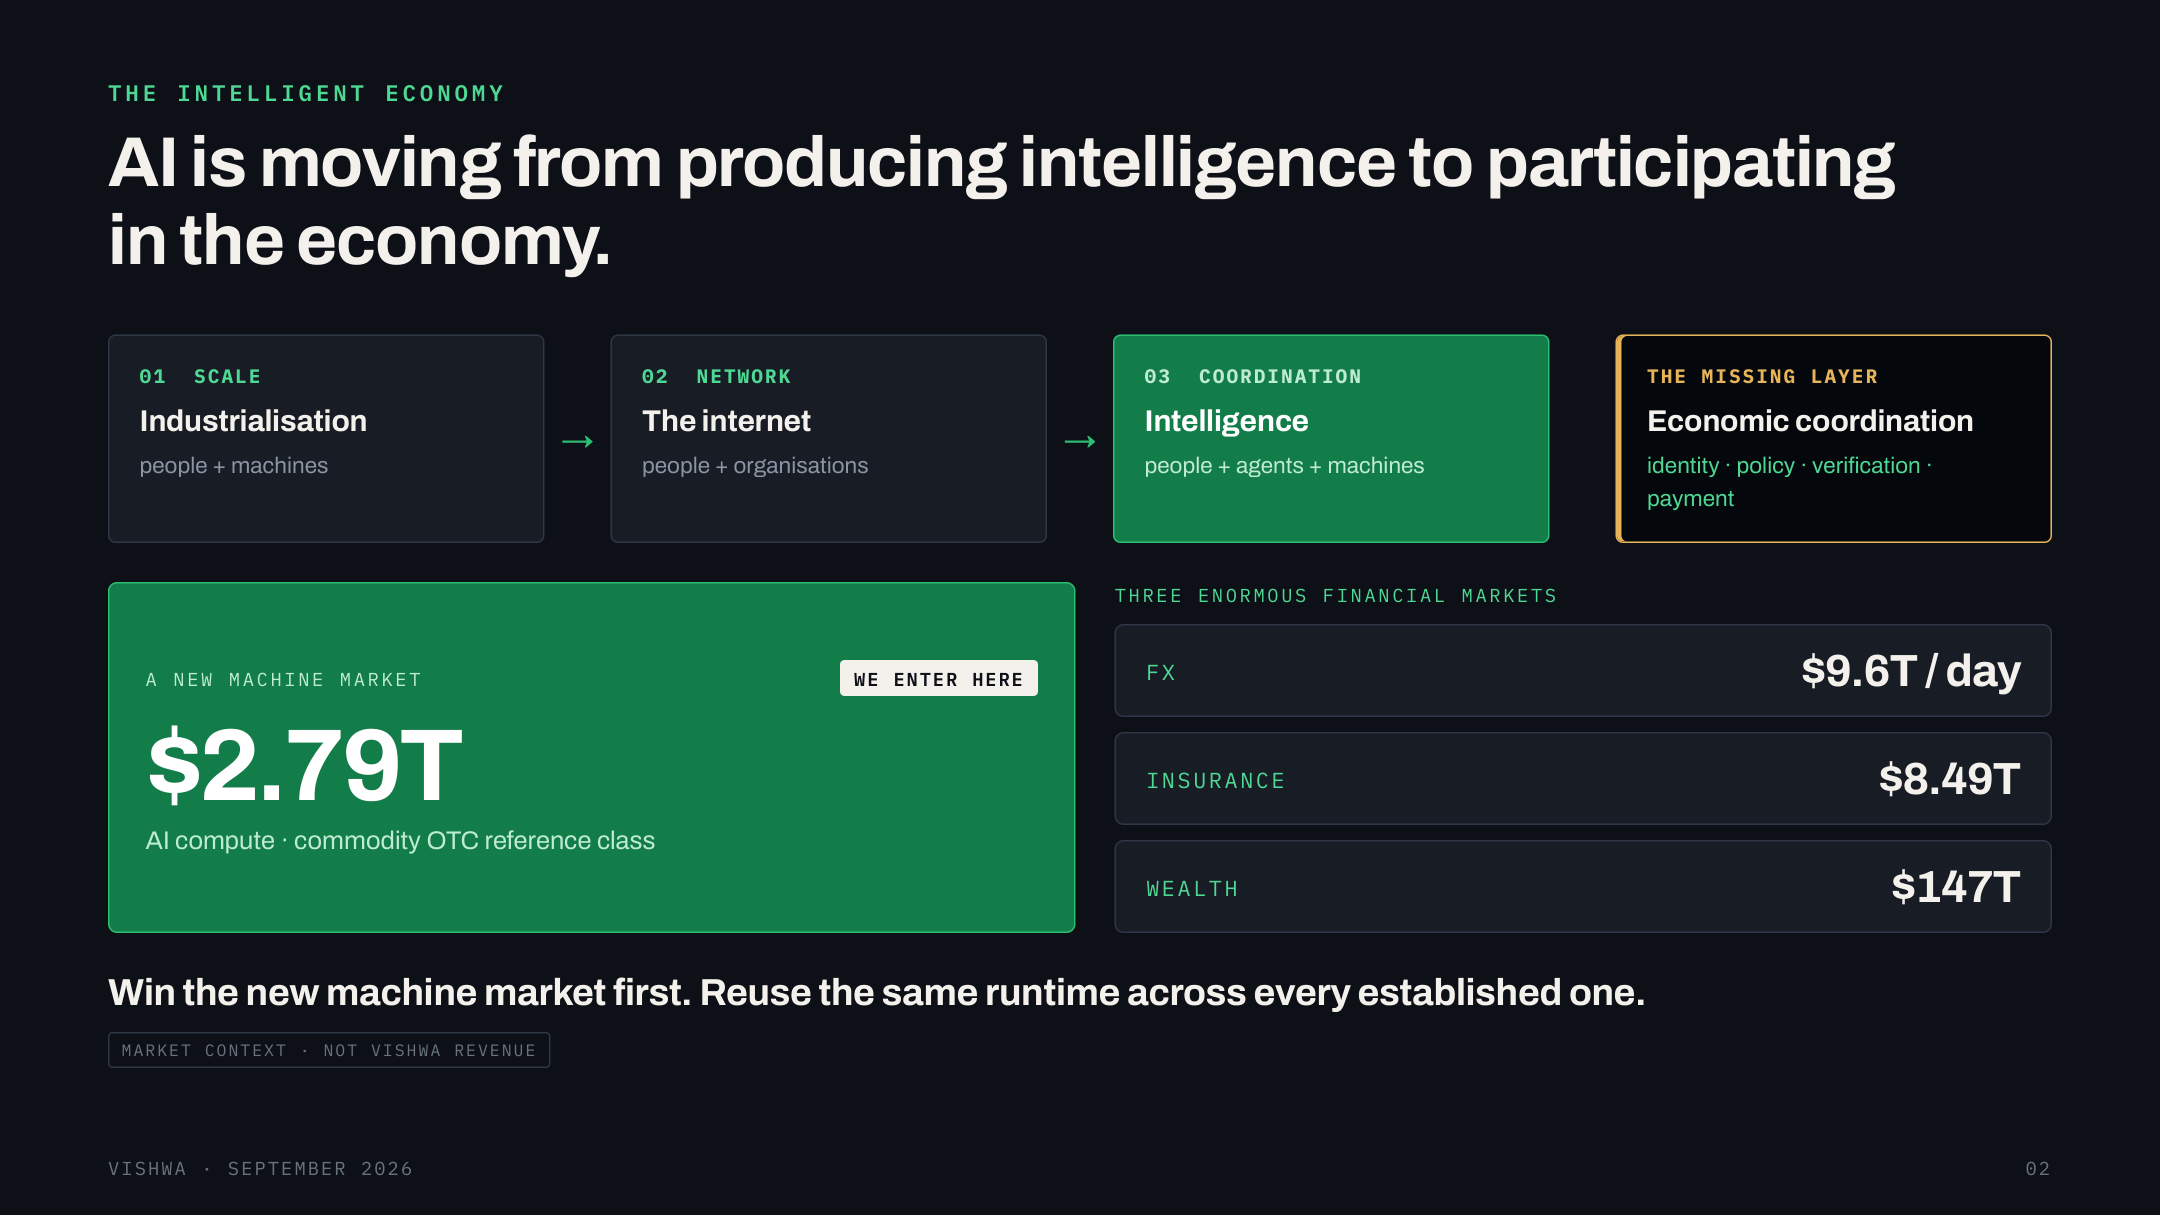 THE INTELLIGENT ECONOMY
AI is moving from producing intelligence to participating
in the economy.
01 SCALE
Industrialisation
people + machines
→
02 NETWORK
The internet
people + organisations
→
03 COORDINATION
Intelligence
people + agents + machines
THE MISSING LAYER
Economic coordination
identity · policy · verification ·
payment
A NEW MACHINE MARKET
WE ENTER HERE
$2.79T
AI compute · commodity OTC reference class
THREE ENORMOUS FINANCIAL MARKETS
FX
$9.6T / day
INSURANCE
$8.49T
WEALTH
$147T
Win the new machine market first. Reuse the same runtime across every established one.
MARKET CONTEXT · NOT VISHWA REVENUE
VISHWA · SEPTEMBER 2026
02